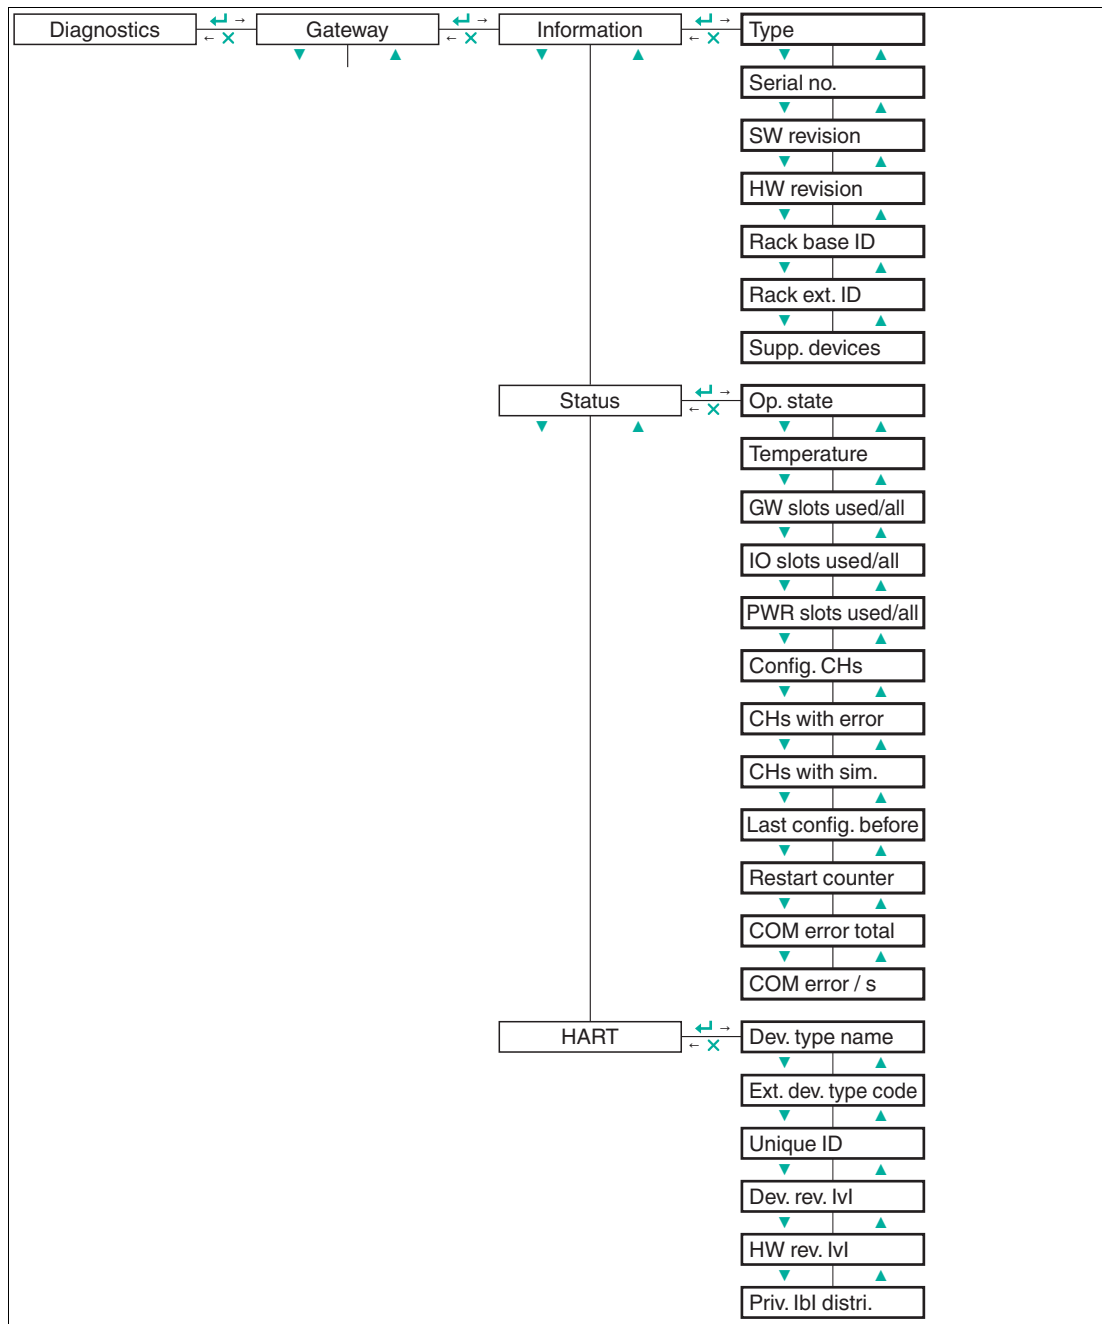 Diagnostics
Gateway
Information
Type
Serial no.
SW revision
HW revision
Rack base ID
Rack ext. ID
Supp. devices
Status
Op. state
Temperature
GW slots used/all
IO slots used/all
PWR slots used/all
Config. CHs
CHs with error
CHs with sim.
Last config. before
Restart counter
COM error total
COM error / s
HART
Dev. type name
Ext. dev. type code
Unique ID
Dev. rev. lvl
HW rev. lvl
Priv. lbl distri.